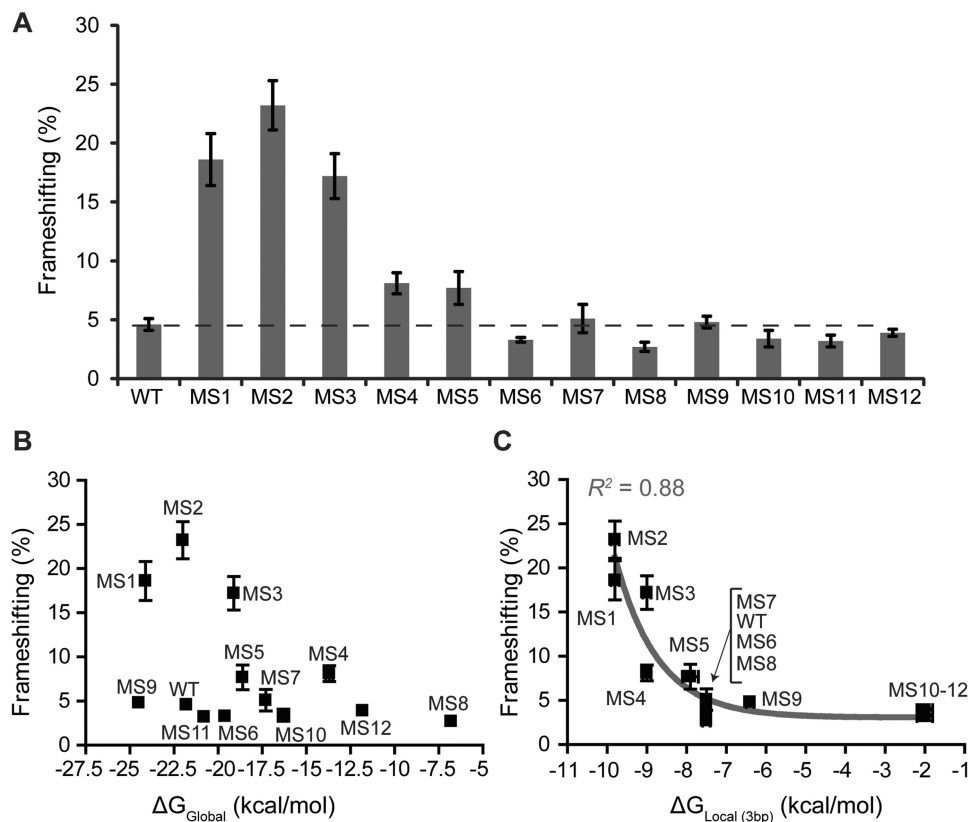 A
Frameshifting (%)
30
25
20
15
10
5
0
WT MS1 MS2 MS3 MS4 MS5 MS6 MS7 MS8 MS9 MS10 MS11 MS12
B
Frameshifting (%)
30
25
20
15
10
5
0
MS2
MS1
MS3
MS5
MS4
MS7
MS9
WT
MS8
MS11
MS6
MS10
MS12
-27.5 -25 -22.5 -20 -17.5 -15 -12.5 -10 -7.5 -5
ΔGGlobal (kcal/mol)
C
Frameshifting (%)
30
25
20
15
10
5
0
R² = 0.88
MS2
MS3
MS1
MS7
WT
MS6
MS8
MS5
MS4
MS9
MS10-12
-11 -10 -9 -8 -7 -6 -5 -4 -3 -2 -1
ΔGLocal (3bp) (kcal/mol)